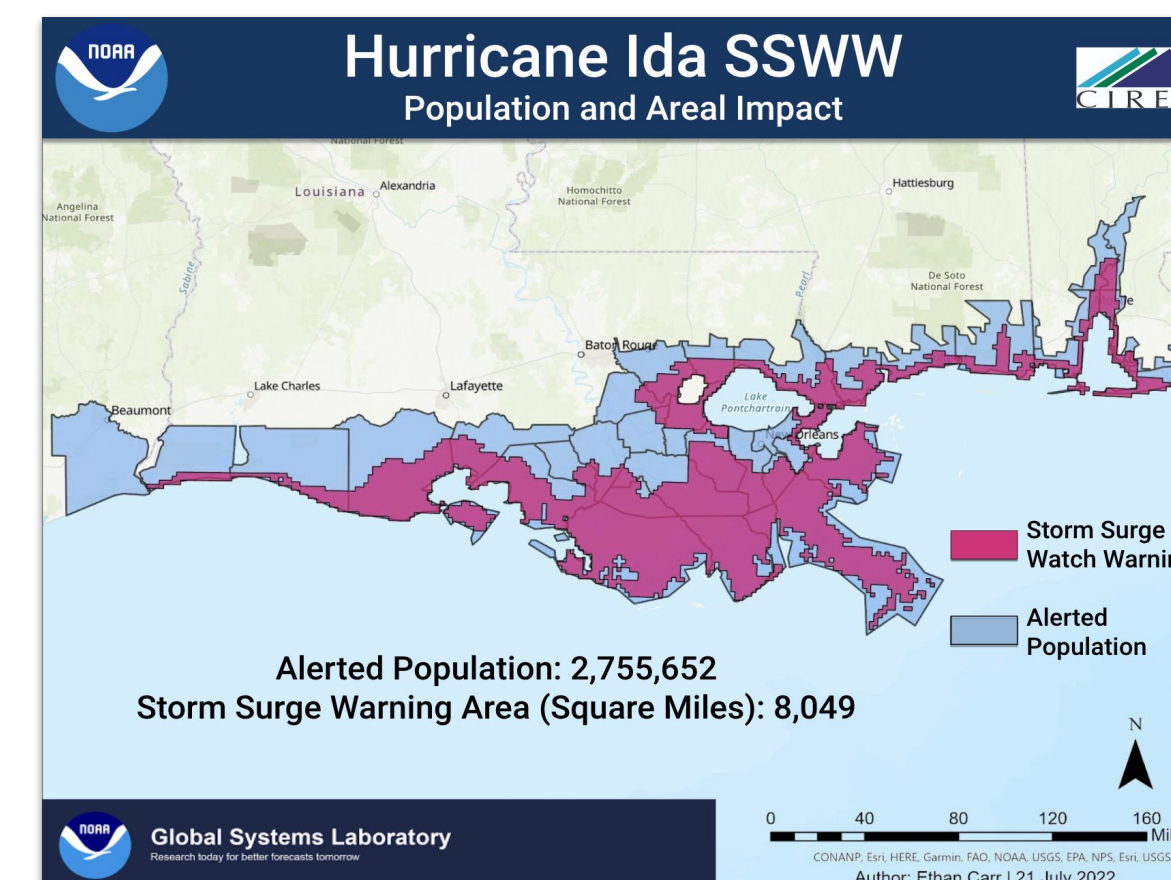 NOAA
Hurricane Ida SSWW
Population and Areal Impact
CIRE
National Forest
Louisiana
Alexandria
Homochitto
National Forest
Hattiesburg
Angelina
National Forest
Sabine
Pearl
De Soto
National Forest
Baton Rouge
Lake Charles
Lafayette
Beaumont
Lake
Pontchartrain
New Orleans
Storm Surge
Watch
Alerted
Population
Alerted Population: 2,755,652
Storm Surge Warning Area (Square Miles): 8,049
N
NOAA
Global Systems Laboratory
Research today for better forecasts tomorrow
0 40 80 120 160
CONANP, Esri, HERE, Garmin, FAO, NOAA, USGS, EPA, NPS, Esri, USGS
Author: Ethan Carr | 21 July 2022